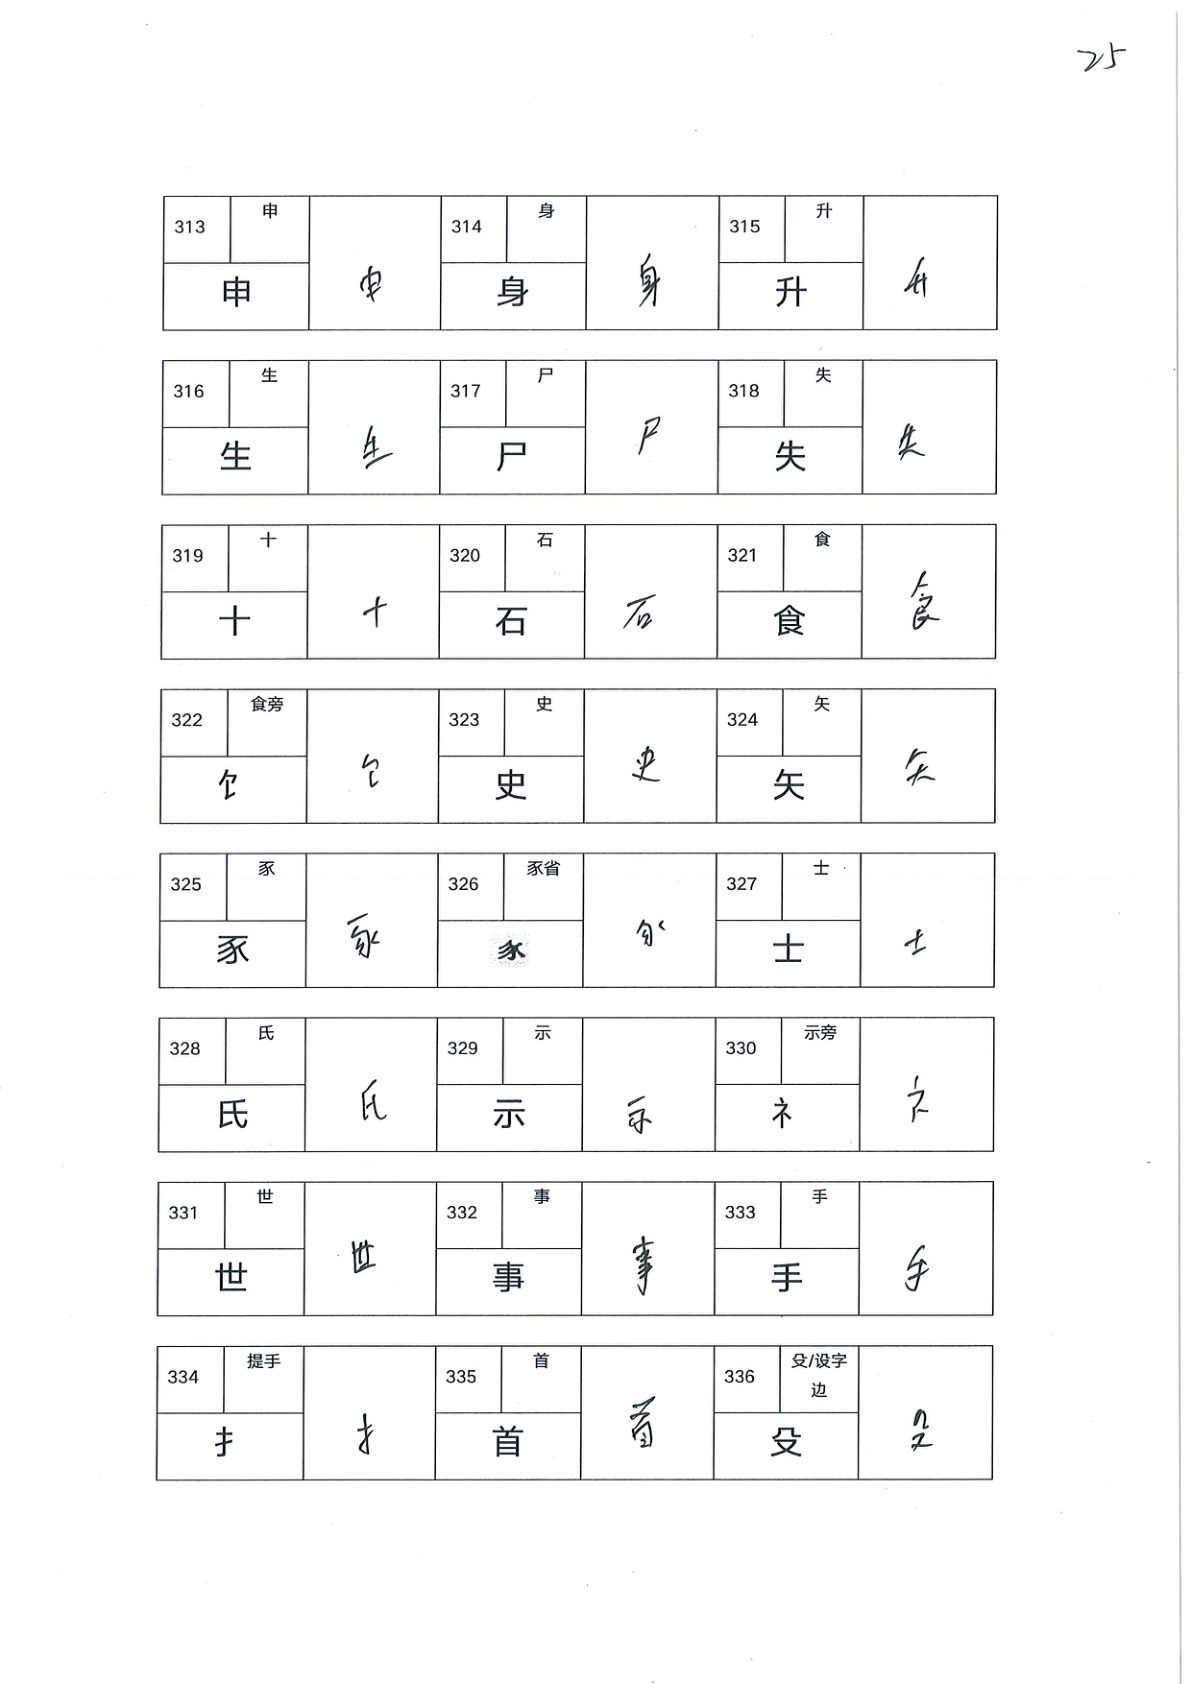 25
313 申 申 申 314 身 身 身 315 升 升 升
316 生 生 生 317 尸 尸 尸 318 失 失 失
319 十 十 十 320 石 石 石 321 食 食 食
322 食旁 饣 饣 323 史 史 史 324 矢 矢 矢
325 豕 豕 豕 326 豕省 327 士 士 士
328 氏 氏 氏 329 示 示 示 330 示旁 礻 礻
331 世 世 世 332 事 事 事 333 手 手 手
334 提手 扌 扌 335 首 首 首 336 殳/设字边 殳 殳